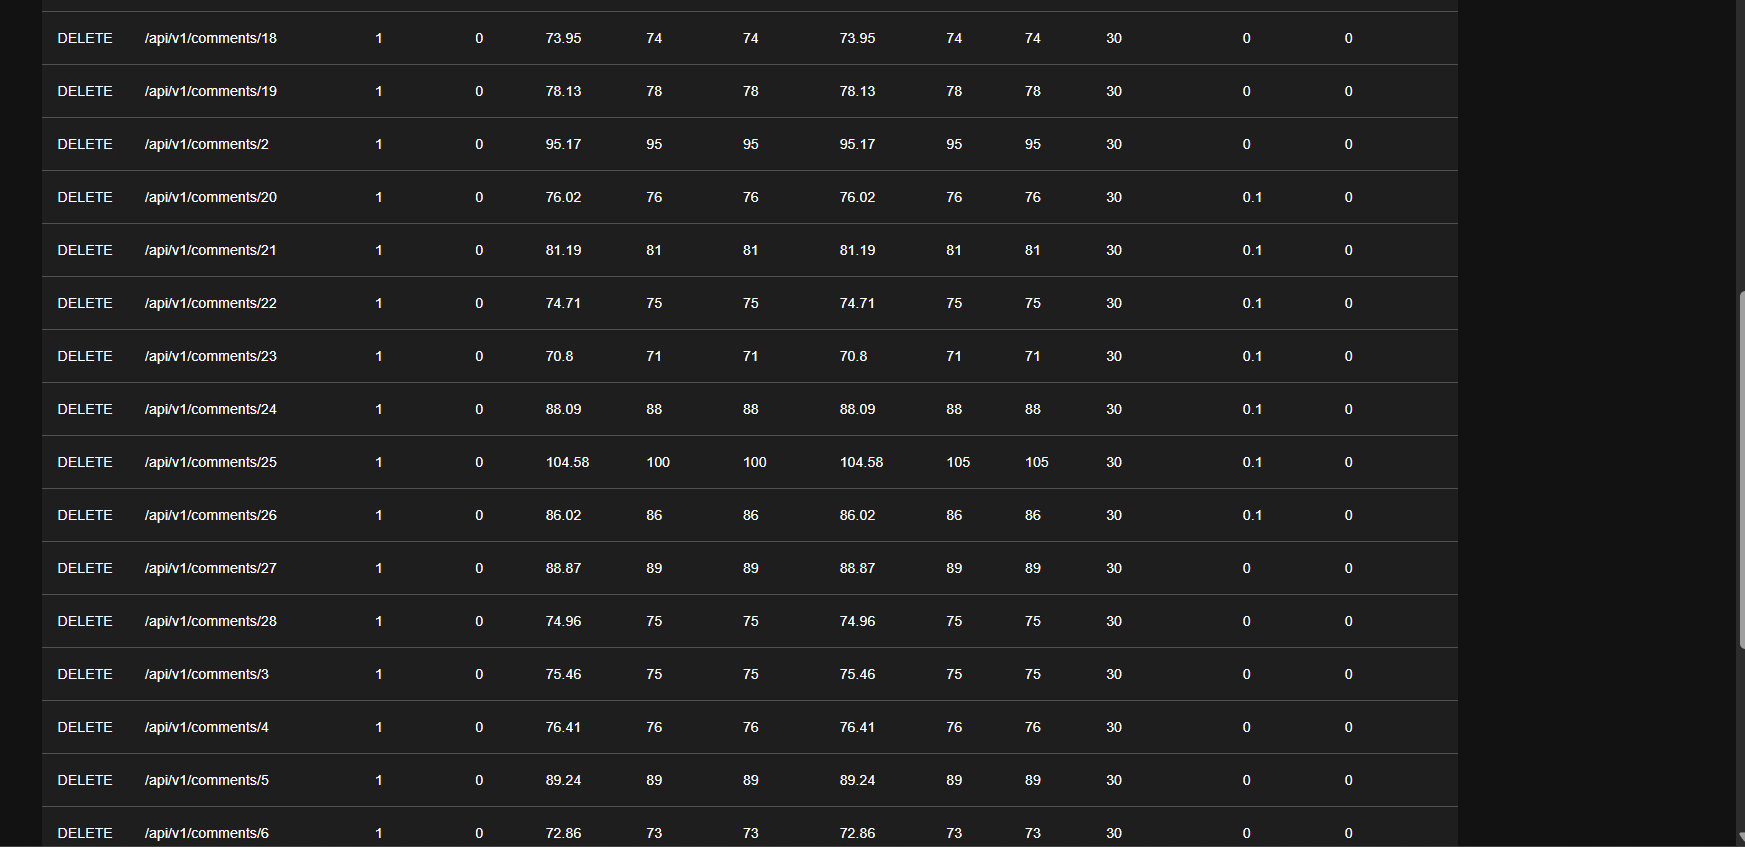 DELETE /api/v1/comments/18 1 0 73.95 74 74 73.95 74 74 30 0 0
DELETE /api/v1/comments/19 1 0 78.13 78 78 78.13 78 78 30 0 0
DELETE /api/v1/comments/2 1 0 95.17 95 95 95.17 95 95 30 0 0
DELETE /api/v1/comments/20 1 0 76.02 76 76 76.02 76 76 30 0.1 0
DELETE /api/v1/comments/21 1 0 81.19 81 81 81.19 81 81 30 0.1 0
DELETE /api/v1/comments/22 1 0 74.71 75 75 74.71 75 75 30 0.1 0
DELETE /api/v1/comments/23 1 0 70.8 71 71 70.8 71 71 30 0.1 0
DELETE /api/v1/comments/24 1 0 88.09 88 88 88.09 88 88 30 0.1 0
DELETE /api/v1/comments/25 1 0 104.58 100 100 104.58 105 105 30 0.1 0
DELETE /api/v1/comments/26 1 0 86.02 86 86 86.02 86 86 30 0.1 0
DELETE /api/v1/comments/27 1 0 88.87 89 89 88.87 89 89 30 0 0
DELETE /api/v1/comments/28 1 0 74.96 75 75 74.96 75 75 30 0 0
DELETE /api/v1/comments/3 1 0 75.46 75 75 75.46 75 75 30 0 0
DELETE /api/v1/comments/4 1 0 76.41 76 76 76.41 76 76 30 0 0
DELETE /api/v1/comments/5 1 0 89.24 89 89 89.24 89 89 30 0 0
DELETE /api/v1/comments/6 1 0 72.86 73 73 72.86 73 73 30 0 0